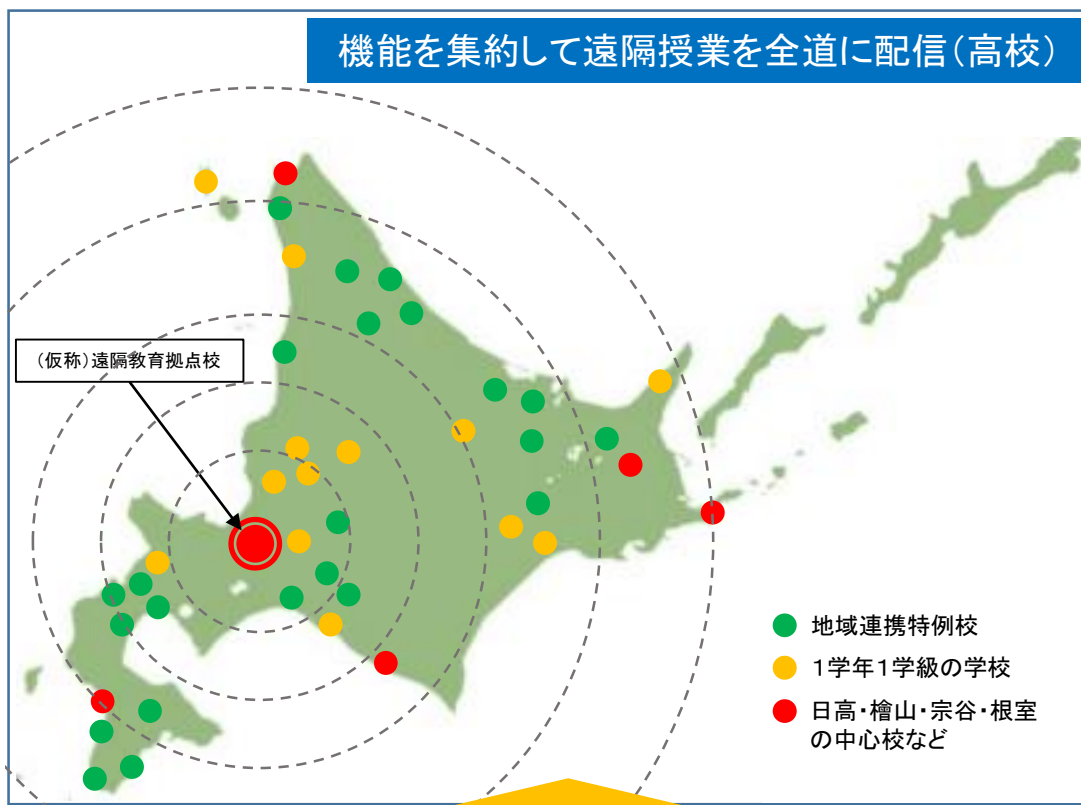 機能を集約して遠隔授業を全道に配信（高校）
（仮称）遠隔教育拠点校
地域連携特例校
１学年１学級の学校
日高・檜山・宗谷・根室
の中心校など